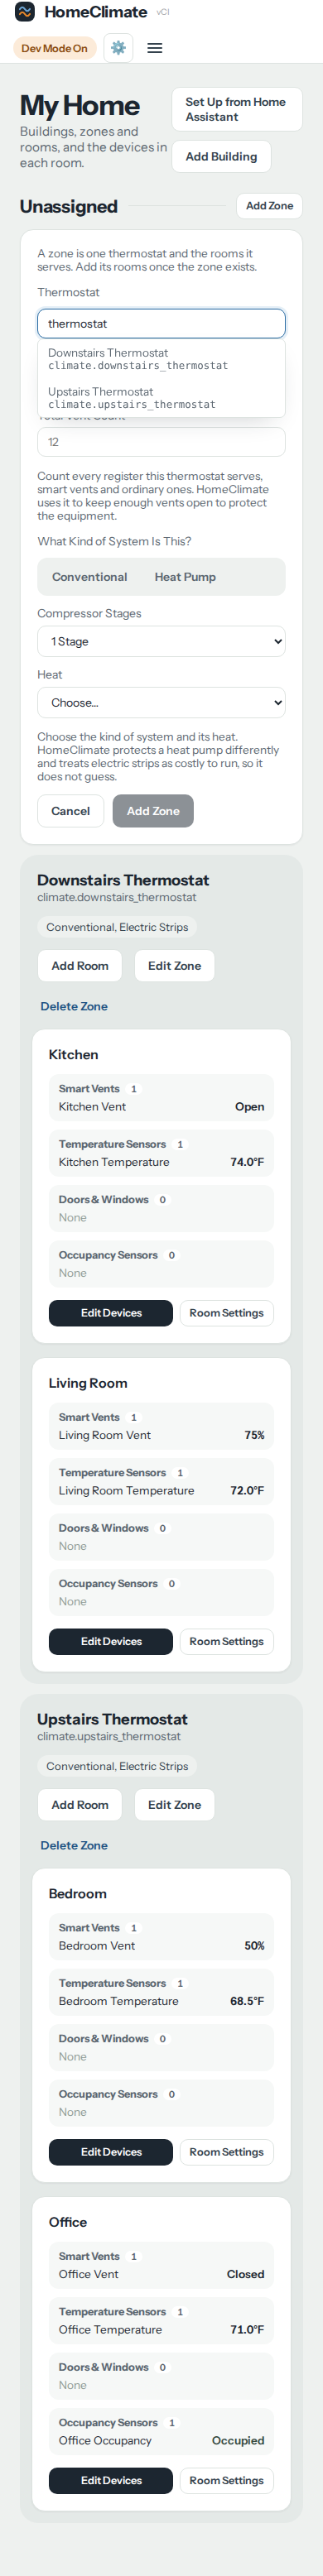 HomeClimate vCI
Dev Mode On
My Home
Buildings, zones and
rooms, and the devices in
each room.
Set Up from Home
Assistant
Add Building
Unassigned
Add Zone
A zone is one thermostat and the rooms it
serves. Add its rooms once the zone exists.
Thermostat
thermostat
Downstairs Thermostat
climate.downstairs_thermostat
Upstairs Thermostat
climate.upstairs_thermostat
Total Vent Count
12
Count every register this thermostat serves,
smart vents and ordinary ones. HomeClimate
uses it to keep enough vents open to protect
the equipment.
What Kind of System Is This?
Conventional Heat Pump
Compressor Stages
1 Stage
Heat
Choose...
Choose the kind of system and its heat.
HomeClimate protects a heat pump differently
and treats electric strips as costly to run, so it
does not guess.
Cancel Add Zone
Downstairs Thermostat
climate.downstairs_thermostat
Conventional, Electric Strips
Add Room Edit Zone
Delete Zone
Kitchen
Smart Vents 1
Kitchen Vent Open
Temperature Sensors 1
Kitchen Temperature 74.0°F
Doors & Windows 0
None
Occupancy Sensors 0
None
Edit Devices Room Settings
Living Room
Smart Vents 1
Living Room Vent 75%
Temperature Sensors 1
Living Room Temperature 72.0°F
Doors & Windows 0
None
Occupancy Sensors 0
None
Edit Devices Room Settings
Upstairs Thermostat
climate.upstairs_thermostat
Conventional, Electric Strips
Add Room Edit Zone
Delete Zone
Bedroom
Smart Vents 1
Bedroom Vent 50%
Temperature Sensors 1
Bedroom Temperature 68.5°F
Doors & Windows 0
None
Occupancy Sensors 0
None
Edit Devices Room Settings
Office
Smart Vents 1
Office Vent Closed
Temperature Sensors 1
Office Temperature 71.0°F
Doors & Windows 0
None
Occupancy Sensors 1
Office Occupancy Occupied
Edit Devices Room Settings